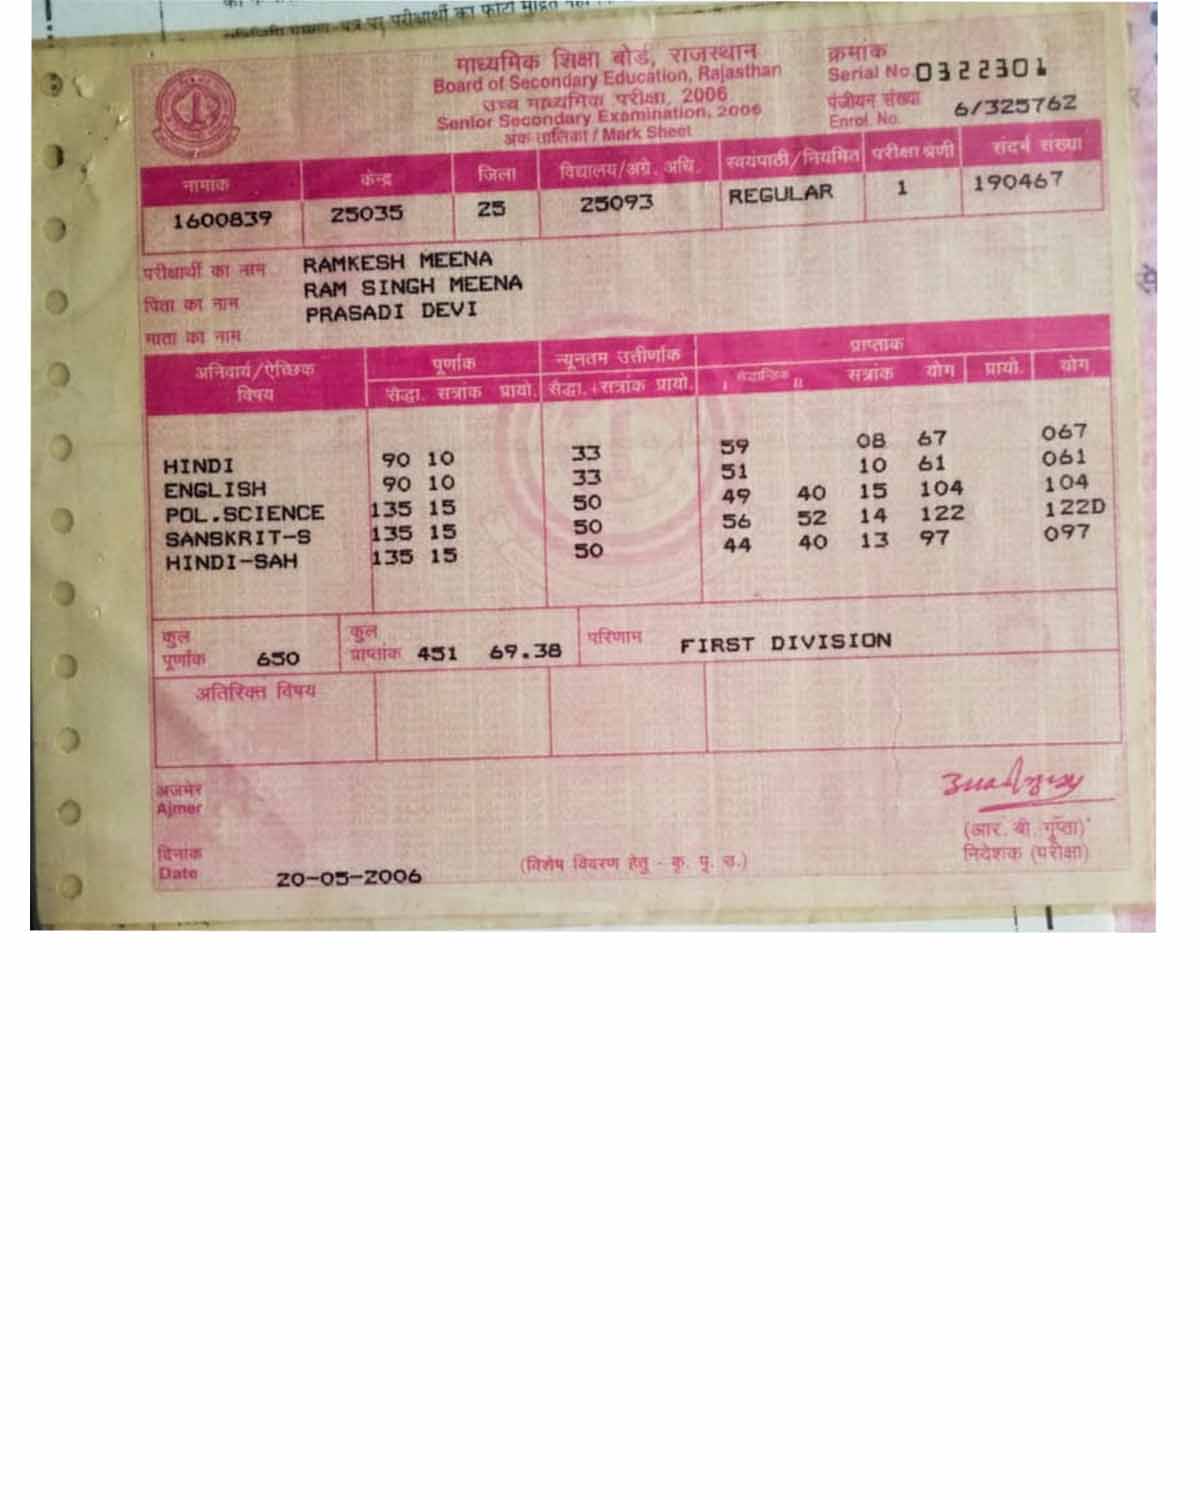 का फोटो मुद्रित नहीं
परीक्षार्थी का
माध्यमिक शिक्षा बोर्ड, राजस्थान
Board of Secondary Education, Rajasthan
उच्च माध्यमिक परीक्षा, 2006
Senior Secondary Examination, 2006
अंक तालिका / Mark Sheet
क्रमांक
Serial No 0322301
पंजीयन संख्या
Enrol. No. 6/325762
नामांक केन्द्र जिला विद्यालय/अग्रे. अधि. स्वयंपाठी/नियमित परीक्षा श्रेणी संदर्भ संख्या
1600839 25035 25 25093 REGULAR 1 190467
परीक्षार्थी का नाम RAMKESH MEENA
पिता का नाम RAM SINGH MEENA
माता का नाम PRASADI DEVI
अनिवार्य/ऐच्छिक विषय पूर्णांक न्यूनतम उत्तीर्णांक प्राप्तांक
सैद्धा. सत्रांक प्रायो. सैद्धा. सत्रांक प्रायो. I सैद्धान्तिक II सत्रांक योग प्रायो. योग
HINDI 90 10 33 59 08 67 067
ENGLISH 90 10 33 51 10 61 061
POL.SCIENCE 135 15 50 49 40 15 104 104
SANSKRIT-S 135 15 50 56 52 14 122 122D
HINDI-SAH 135 15 50 44 40 13 97 097
कुल पूर्णांक 650 कुल प्राप्तांक 451 69.38 परिणाम FIRST DIVISION
अतिरिक्त विषय
अजमेर
Ajmer
(आर. बी. गुप्ता)
निदेशक (परीक्षा)
दिनांक
Date 20-05-2006
(विशेष विवरण हेतु - कृ. पृ. उ.)